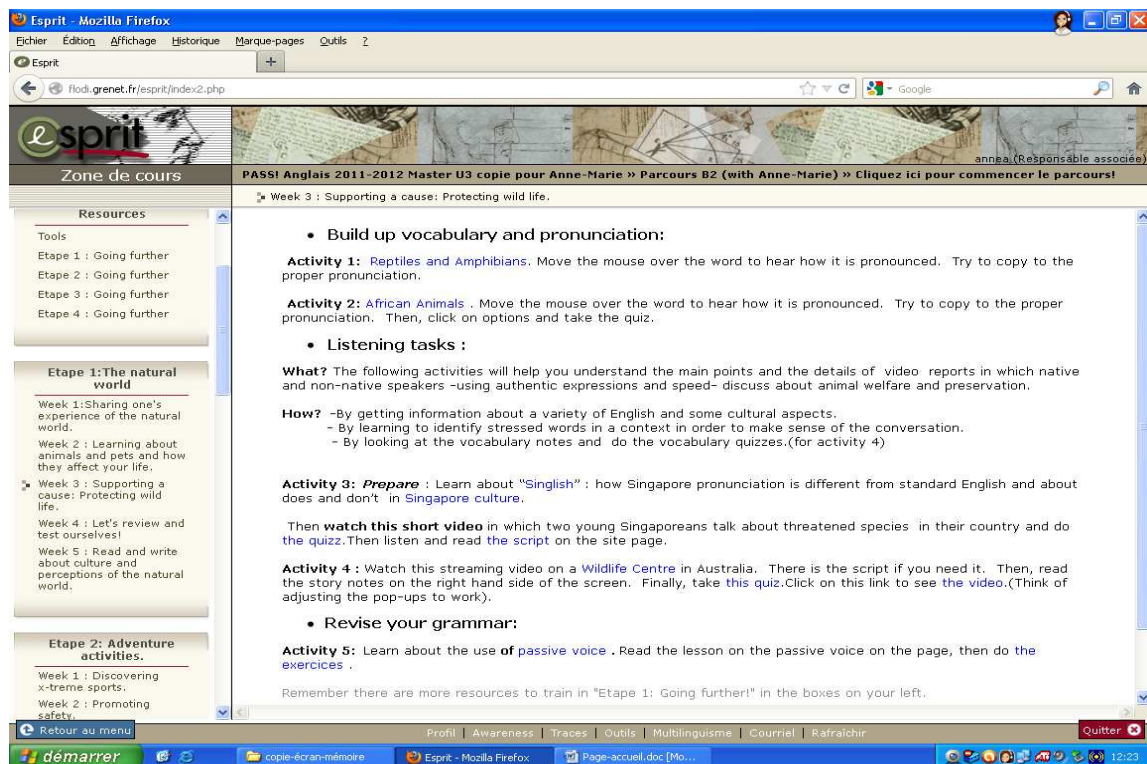 Esprit - Mozilla Firefox
Fichier Édition Affichage Historique Marque-pages Outils ?
Esprit
+
flodi.grenet.fr/esprit/index2.php
Google
esprit
annea (Responsable associée)
Zone de cours
PASS! Anglais 2011-2012 Master U3 copie pour Anne-Marie » Parcours B2 (with Anne-Marie) » Cliquez ici pour commencer le parcours!
Week 3 : Supporting a cause: Protecting wild life.
Resources
Tools
Etape 1 : Going further
Etape 2 : Going further
Etape 3 : Going further
Etape 4 : Going further
Etape 1:The natural
world
Week 1:Sharing one's
experience of the natural
world.
Week 2 : Learning about
animals and pets and how
they affect your life.
Week 3 : Supporting a
cause: Protecting wild
life.
Week 4 : Let's review and
test ourselves!
Week 5 : Read and write
about culture and
perceptions of the natural
world.
Etape 2: Adventure
activities.
Week 1 : Discovering
x-treme sports.
Week 2 : Promoting
safety.
• Build up vocabulary and pronunciation:
Activity 1: Reptiles and Amphibians. Move the mouse over the word to hear how it is pronounced. Try to copy to the
proper pronunciation.
Activity 2: African Animals . Move the mouse over the word to hear how it is pronounced. Try to copy to the proper
pronunciation. Then, click on options and take the quiz.
• Listening tasks :
What? The following activities will help you understand the main points and the details of video reports in which native
and non-native speakers -using authentic expressions and speed- discuss about animal welfare and preservation.
How? -By getting information about a variety of English and some cultural aspects.
- By learning to identify stressed words in a context in order to make sense of the conversation.
- By looking at the vocabulary notes and do the vocabulary quizzes.(for activity 4)
Activity 3: Prepare : Learn about "Singlish" : how Singapore pronunciation is different from standard English and about
does and don't in Singapore culture.
Then watch this short video in which two young Singaporeans talk about threatened species in their country and do
the quizz.Then listen and read the script on the site page.
Activity 4 : Watch this streaming video on a Wildlife Centre in Australia. There is the script if you need it. Then, read
the story notes on the right hand side of the screen. Finally, take this quiz.Click on this link to see the video.(Think of
adjusting the pop-ups to work).
• Revise your grammar:
Activity 5: Learn about the use of passive voice . Read the lesson on the passive voice on the page, then do the
exercices .
Remember there are more resources to train in "Etape 1: Going further!" in the boxes on your left.
Retour au menu
Profil | Awareness | Traces | Outils | Multilinguisme | Courriel | Rafraîchir
Quitter
démarrer
copie-écran-mémoire
Esprit - Mozilla Firefox
Page-accueil.doc [Mo...
12:23